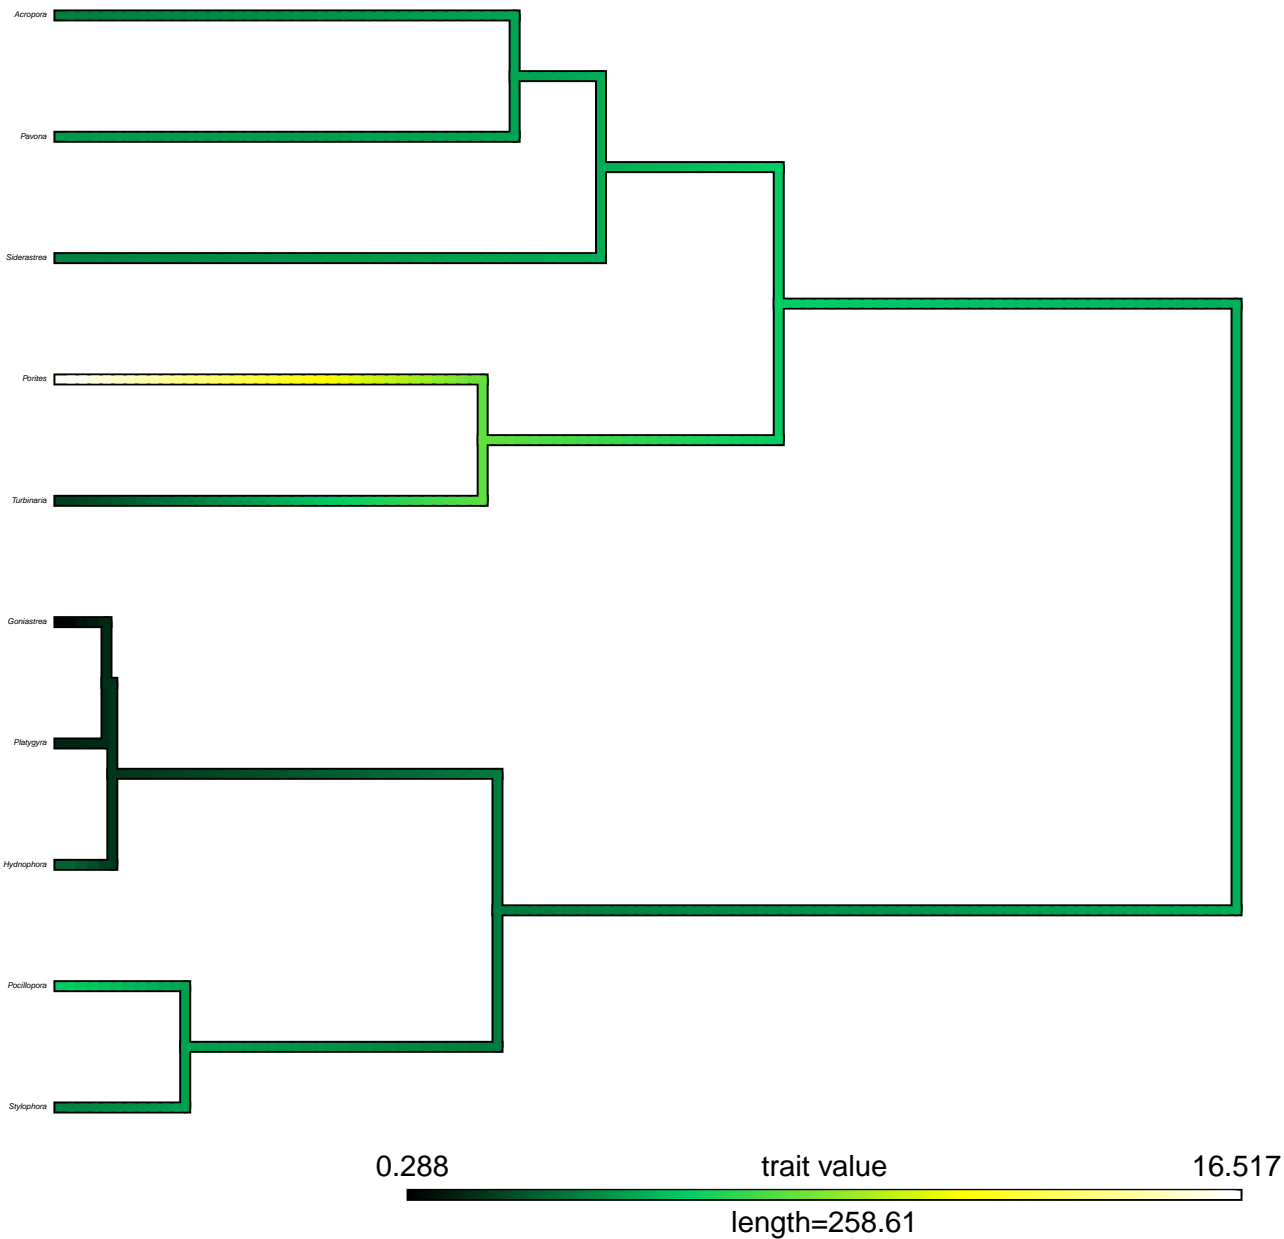 Acropora
Pavona
Siderastrea
Porites
Turbinaria
Goniastrea
Platygyra
Hydnophora
Pocillopora
Stylophora
0.288 trait value 16.517
length=258.61